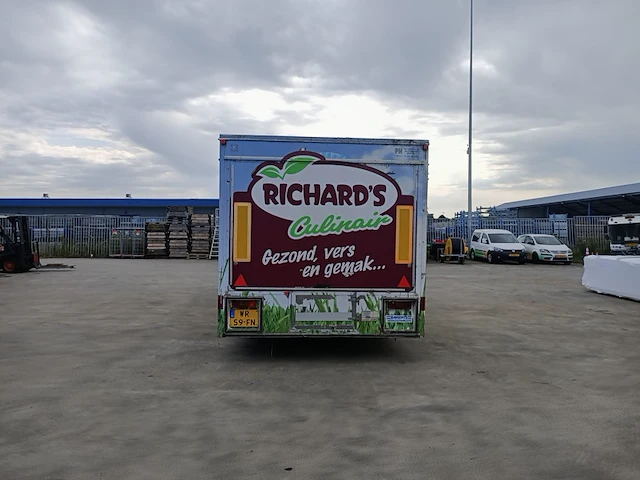 RICHARD'S
Culinair
Gezond, vers
en gemak...
WR
59-FN